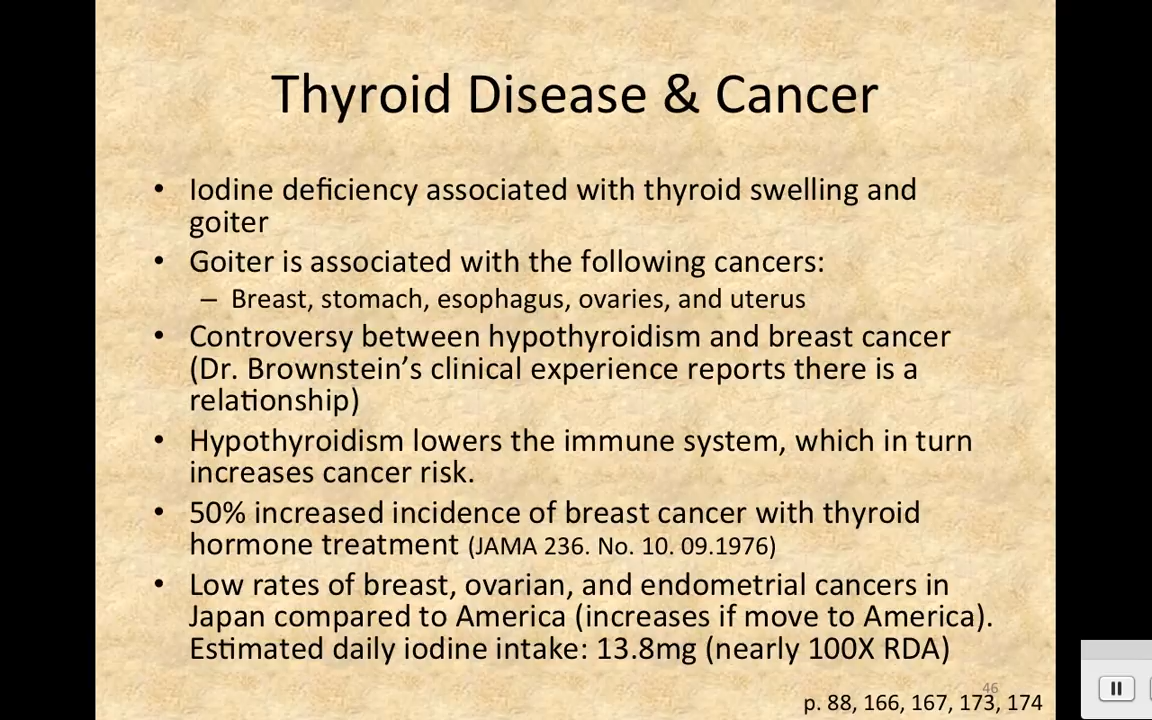 Thyroid Disease & Cancer
• Iodine deficiency associated with thyroid swelling and
goiter
• Goiter is associated with the following cancers:
– Breast, stomach, esophagus, ovaries, and uterus
• Controversy between hypothyroidism and breast cancer
(Dr. Brownstein’s clinical experience reports there is a
relationship)
• Hypothyroidism lowers the immune system, which in turn
increases cancer risk.
• 50% increased incidence of breast cancer with thyroid
hormone treatment (JAMA 236. No. 10. 09.1976)
• Low rates of breast, ovarian, and endometrial cancers in
Japan compared to America (increases if move to America).
Estimated daily iodine intake: 13.8mg (nearly 100X RDA)
46
p. 88, 166, 167, 173, 174